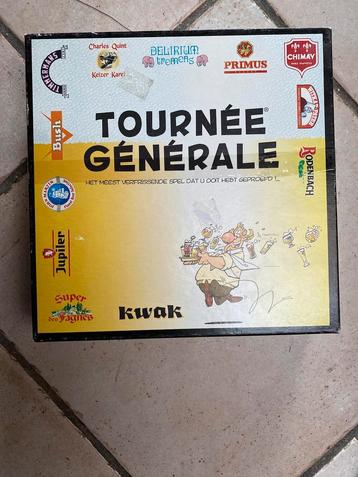 TIMMERMANS
Charles Quint
Keizer Karel
DELIRIUM
tremens
PRIMUS
CHIMAY
Bush
TOURNÉE®
GÉNÉRALE
RODENBACH
HET MEEST VERFRISSENDE SPEL DAT U OOIT HEBT GEPROEFD !...
Jupiler
Super
des Fagnes
kwak